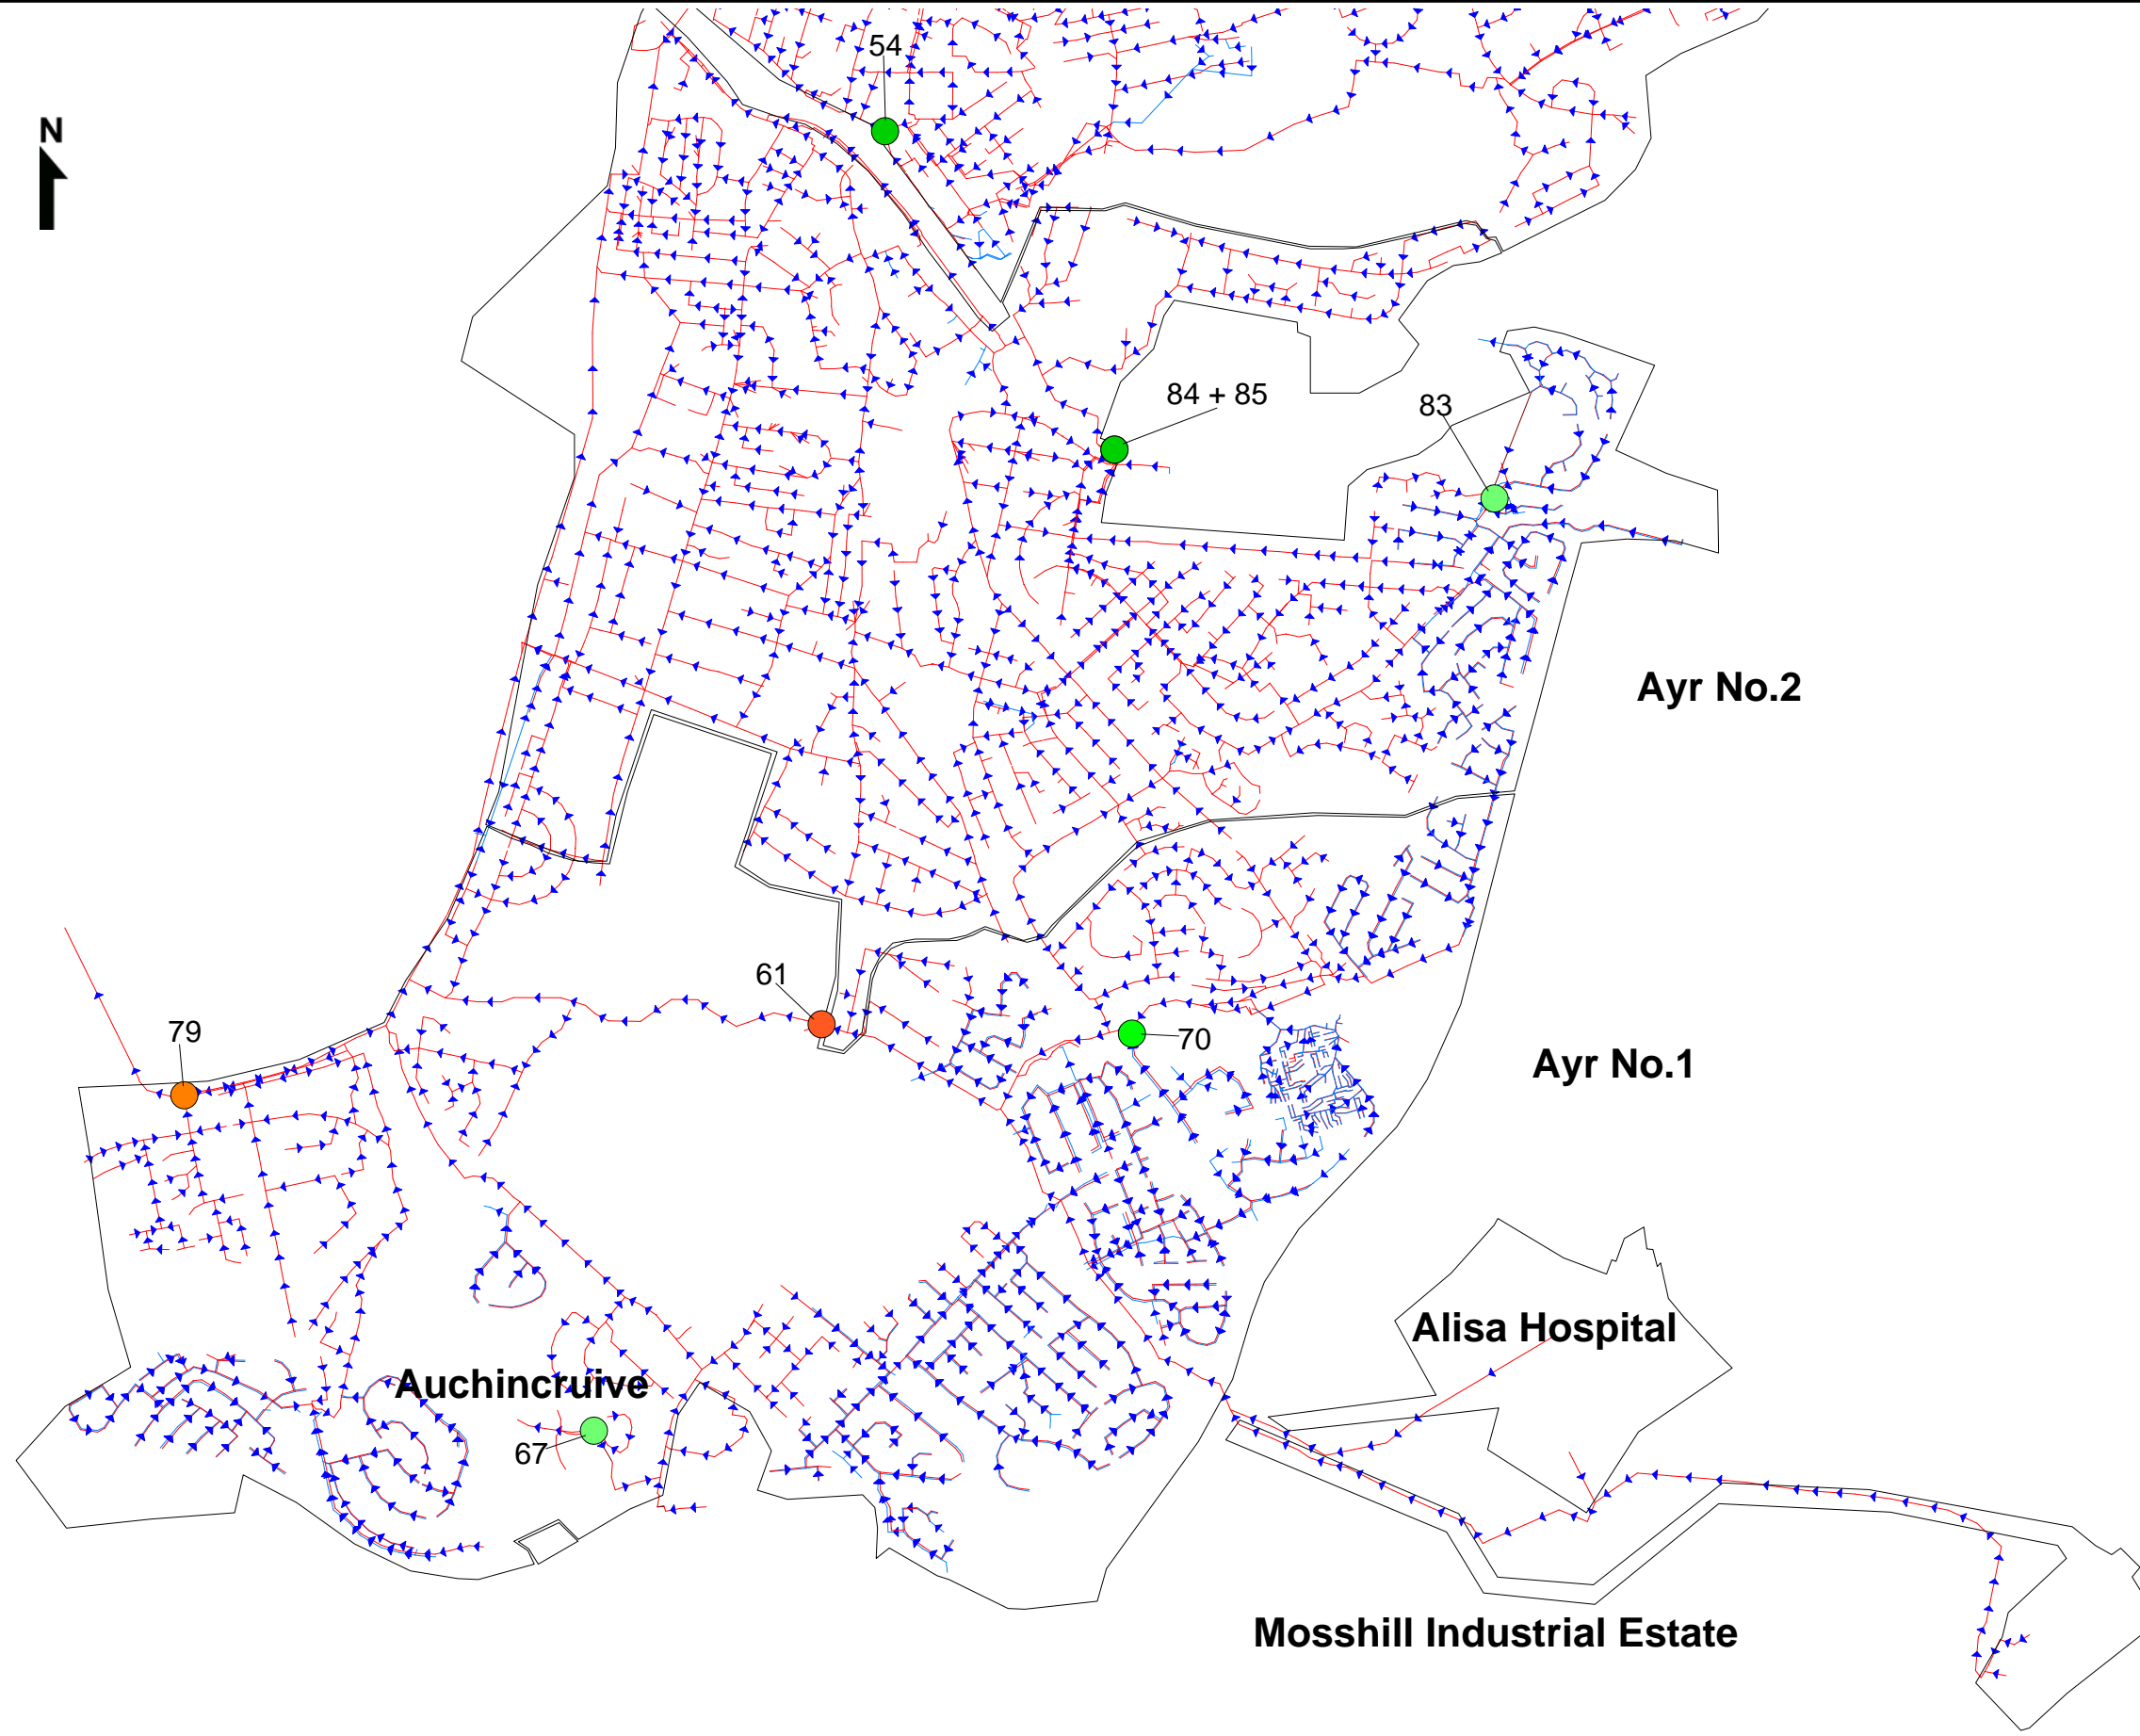 54
N
84 + 85
83
Ayr No.2
61
79
70
Ayr No.1
Alisa Hospital
Auchincruive
67
Mosshill Industrial Estate